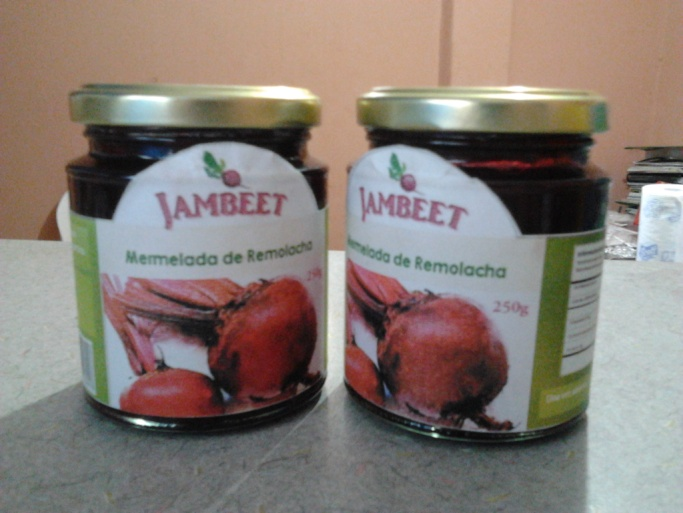 JAMBEET
Mermelada de Remolacha
250g
JAMBEET
Mermelada de Remolacha
250g